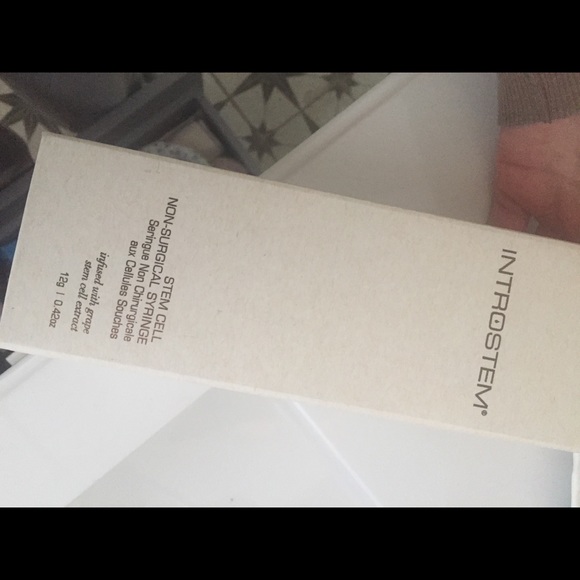 INTROSTEM®
STEM CELL
NON-SURGICAL SYRINGE
Seringue Non Chirurgicale
aux Cellules Souches
infused with grape
stem cell extract
12g | 0.4oz